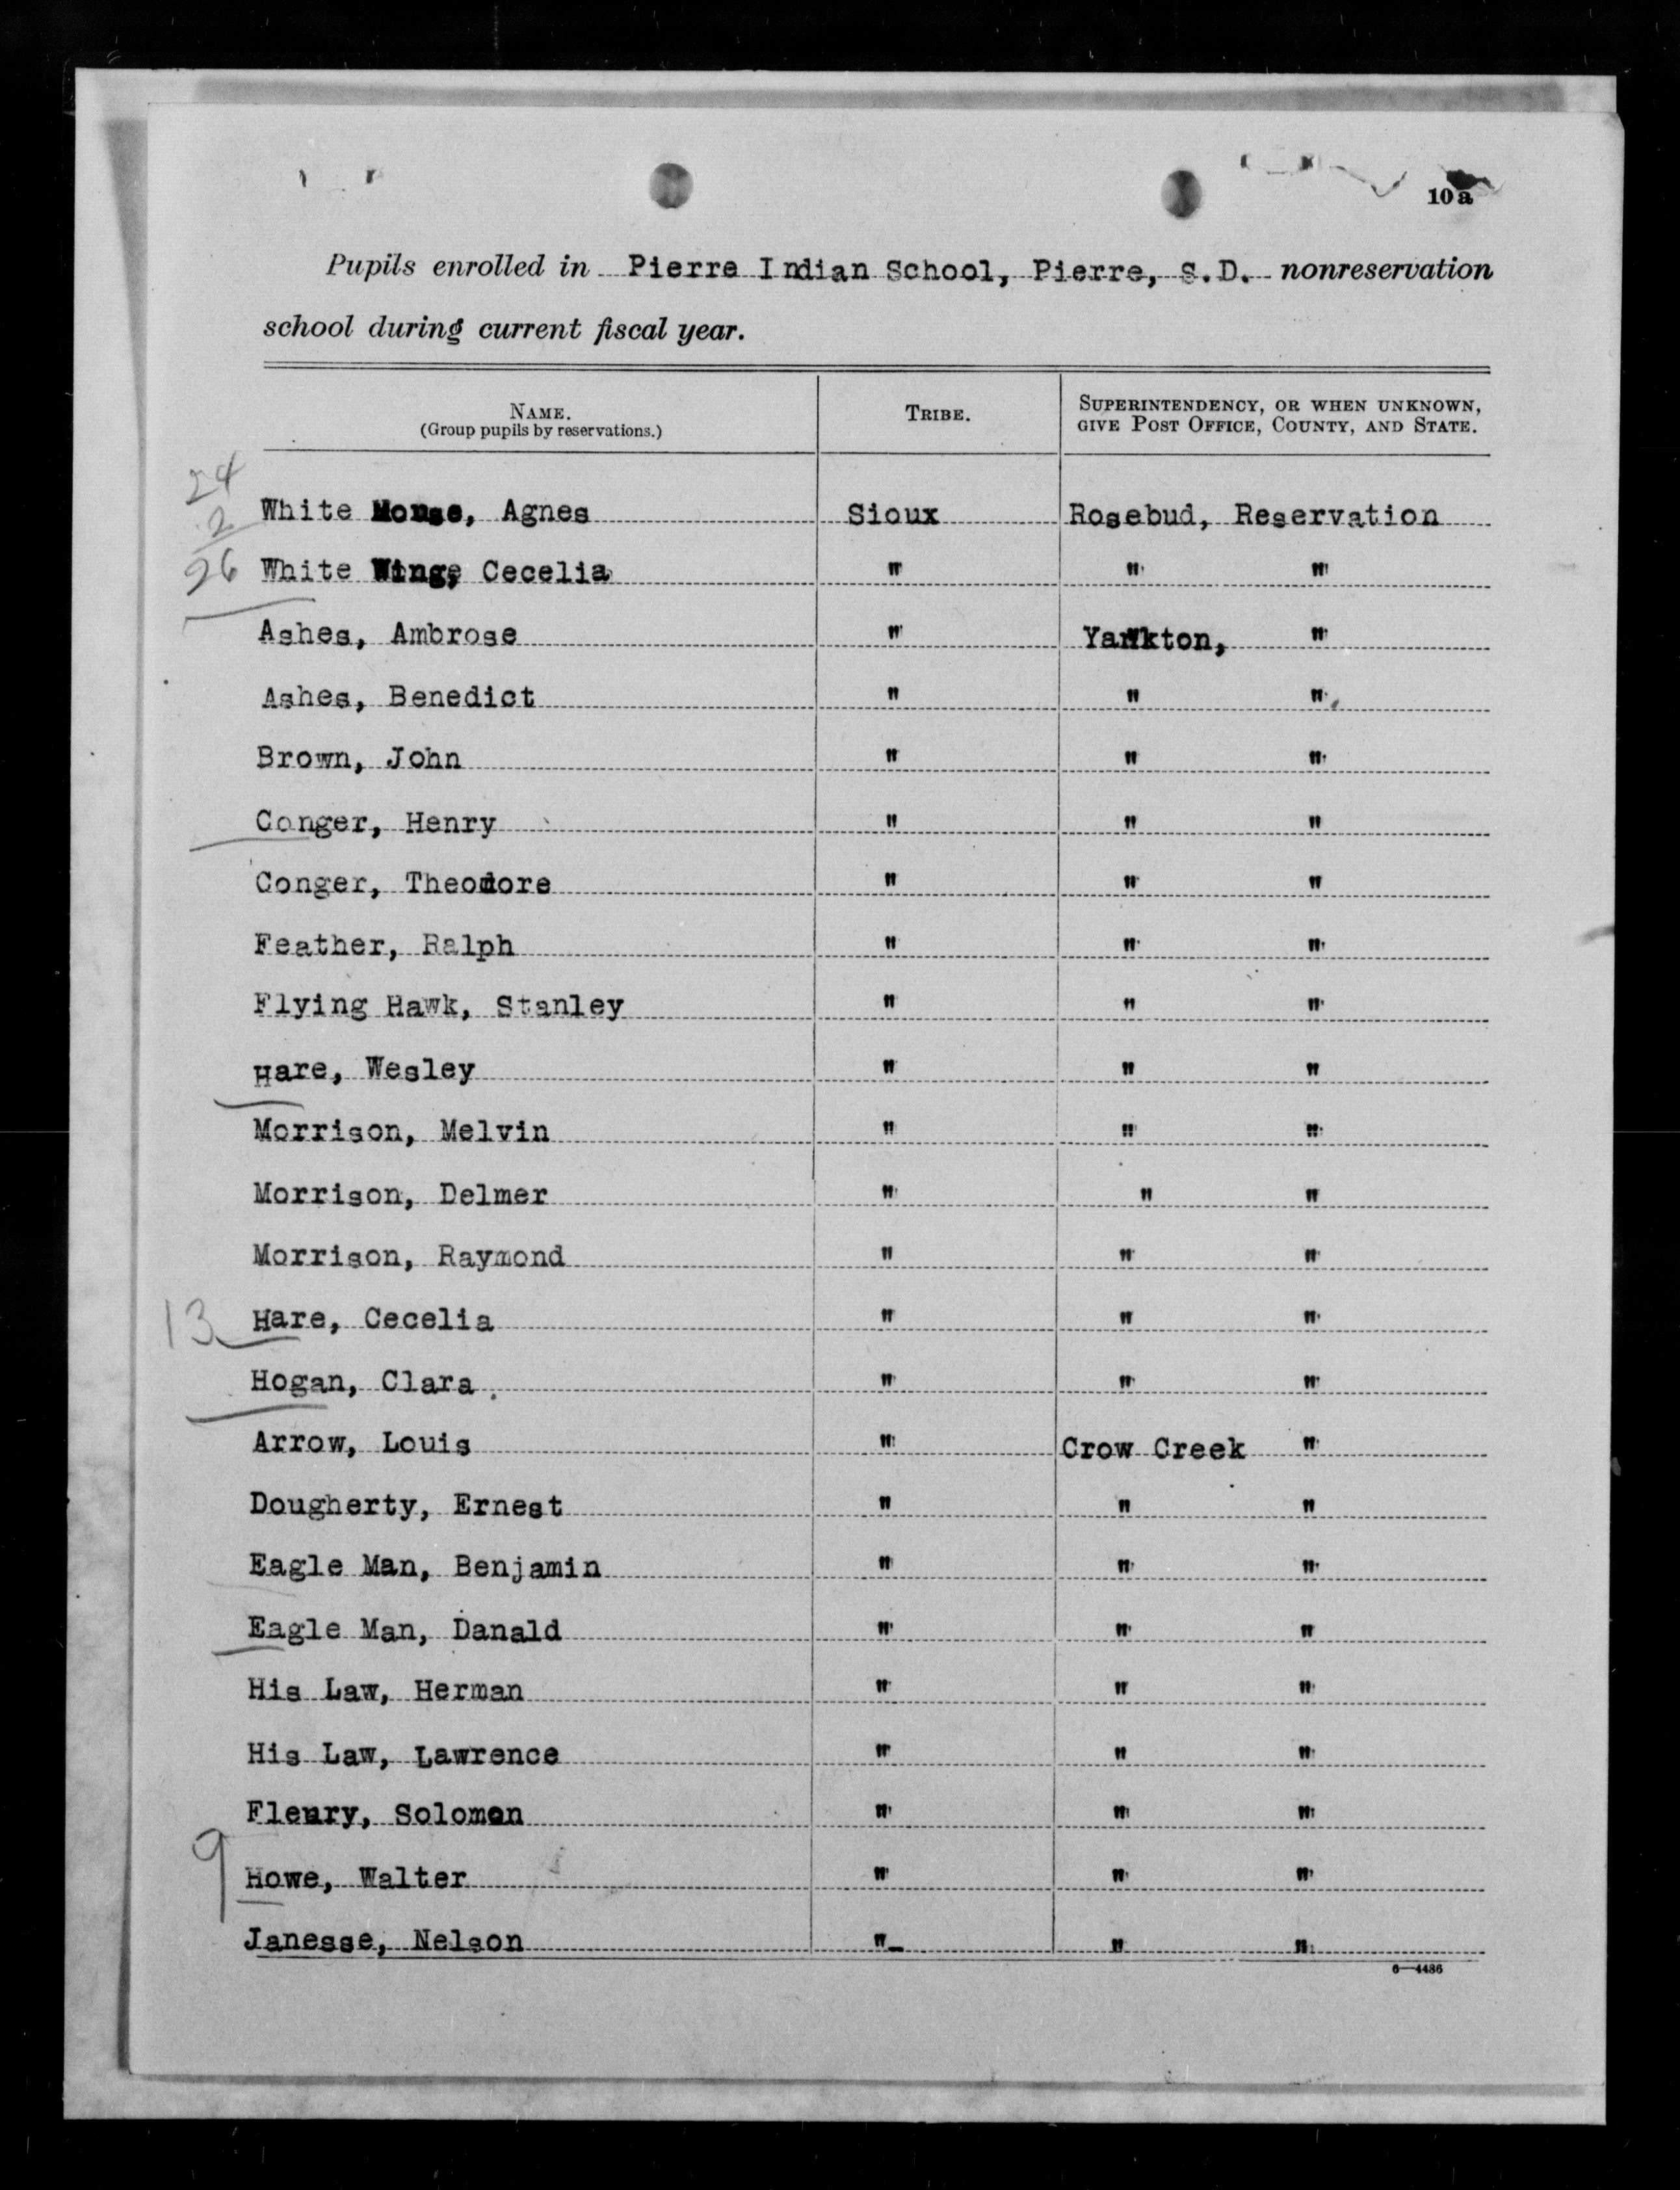 10a
Pupils enrolled in Pierre Indian School, Pierre, S.D. nonreservation
school during current fiscal year.
NAME. TRIBE. SUPERINTENDENCY, OR WHEN UNKNOWN,
(Group pupils by reservations.) GIVE POST OFFICE, COUNTY, AND STATE.
24
White Mouse, Agnes Sioux Rosebud, Reservation
2
26 White Wing, Cecelia " " "
Ashes, Ambrose " Yankton, "
Ashes, Benedict " " "
Brown, John " " "
Conger, Henry " " "
Conger, Theodore " " "
Feather, Ralph " " "
Flying Hawk, Stanley " " "
Hare, Wesley " " "
Morrison, Melvin " " "
Morrison, Delmer " " "
Morrison, Raymond " " "
13 Hare, Cecelia " " "
Hogan, Clara " " "
Arrow, Louis " Crow Creek "
Dougherty, Ernest " " "
Eagle Man, Benjamin " " "
Eagle Man, Danald " " "
His Law, Herman " " "
His Law, Lawrence " " "
Fleury, Solomon " " "
9 Howe, Walter " " "
Janesse, Nelson " " "
6—4486